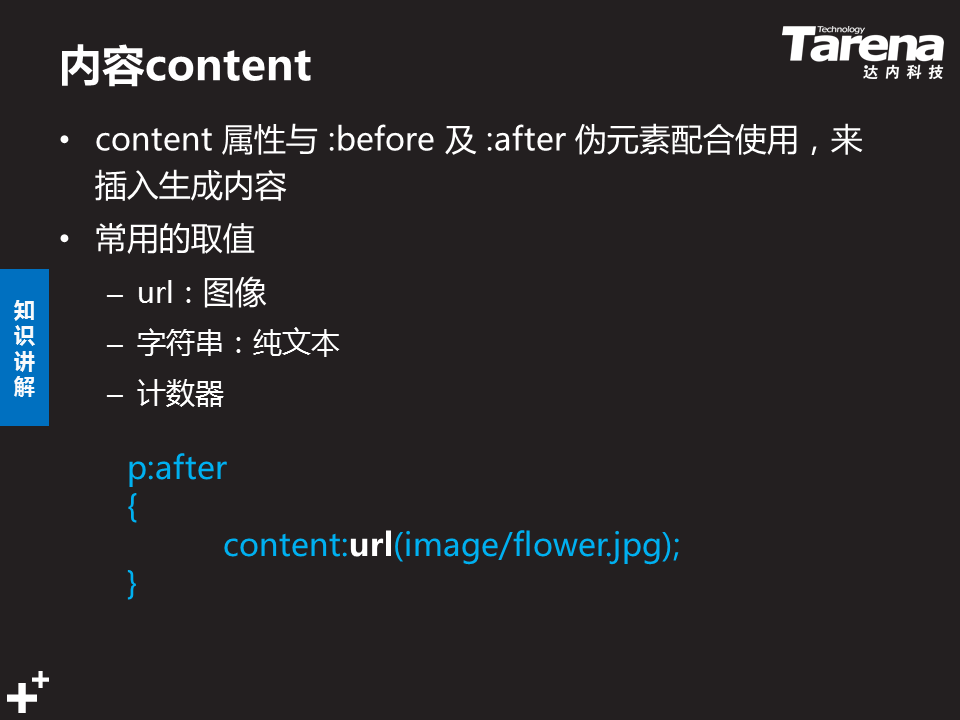 内容content
Technology
Tarena
达内科技
• content 属性与 :before 及 :after 伪元素配合使用，来
插入生成内容
• 常用的取值
– url：图像
– 字符串：纯文本
– 计数器
知
识
讲
解
p:after
{
content:url(image/flower.jpg);
}